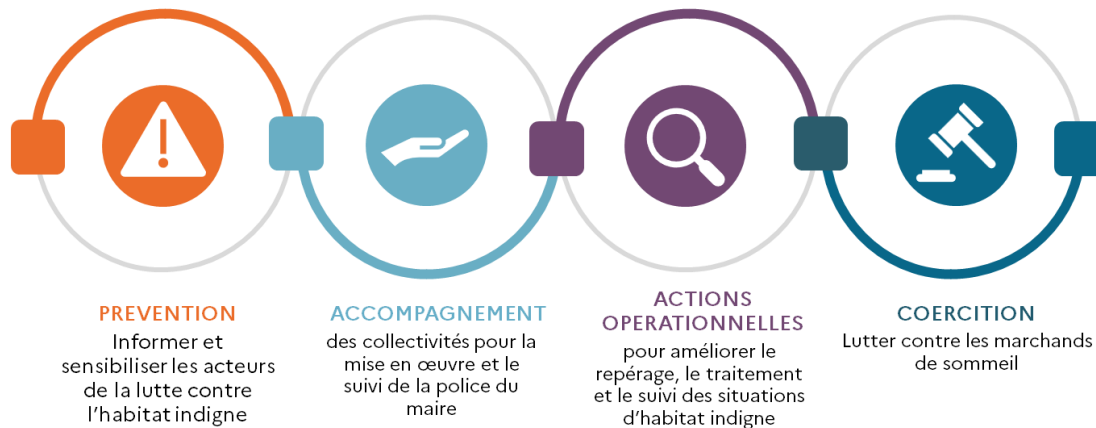 PREVENTION
Informer et
sensibiliser les acteurs
de la lutte contre
l'habitat indigne
ACCOMPAGNEMENT
des collectivités pour la
mise en œuvre et le
suivi de la police du
maire
ACTIONS
OPERATIONNELLES
pour améliorer le
repérage, le traitement
et le suivi des situations
d'habitat indigne
COERCITION
Lutter contre les marchands
de sommeil